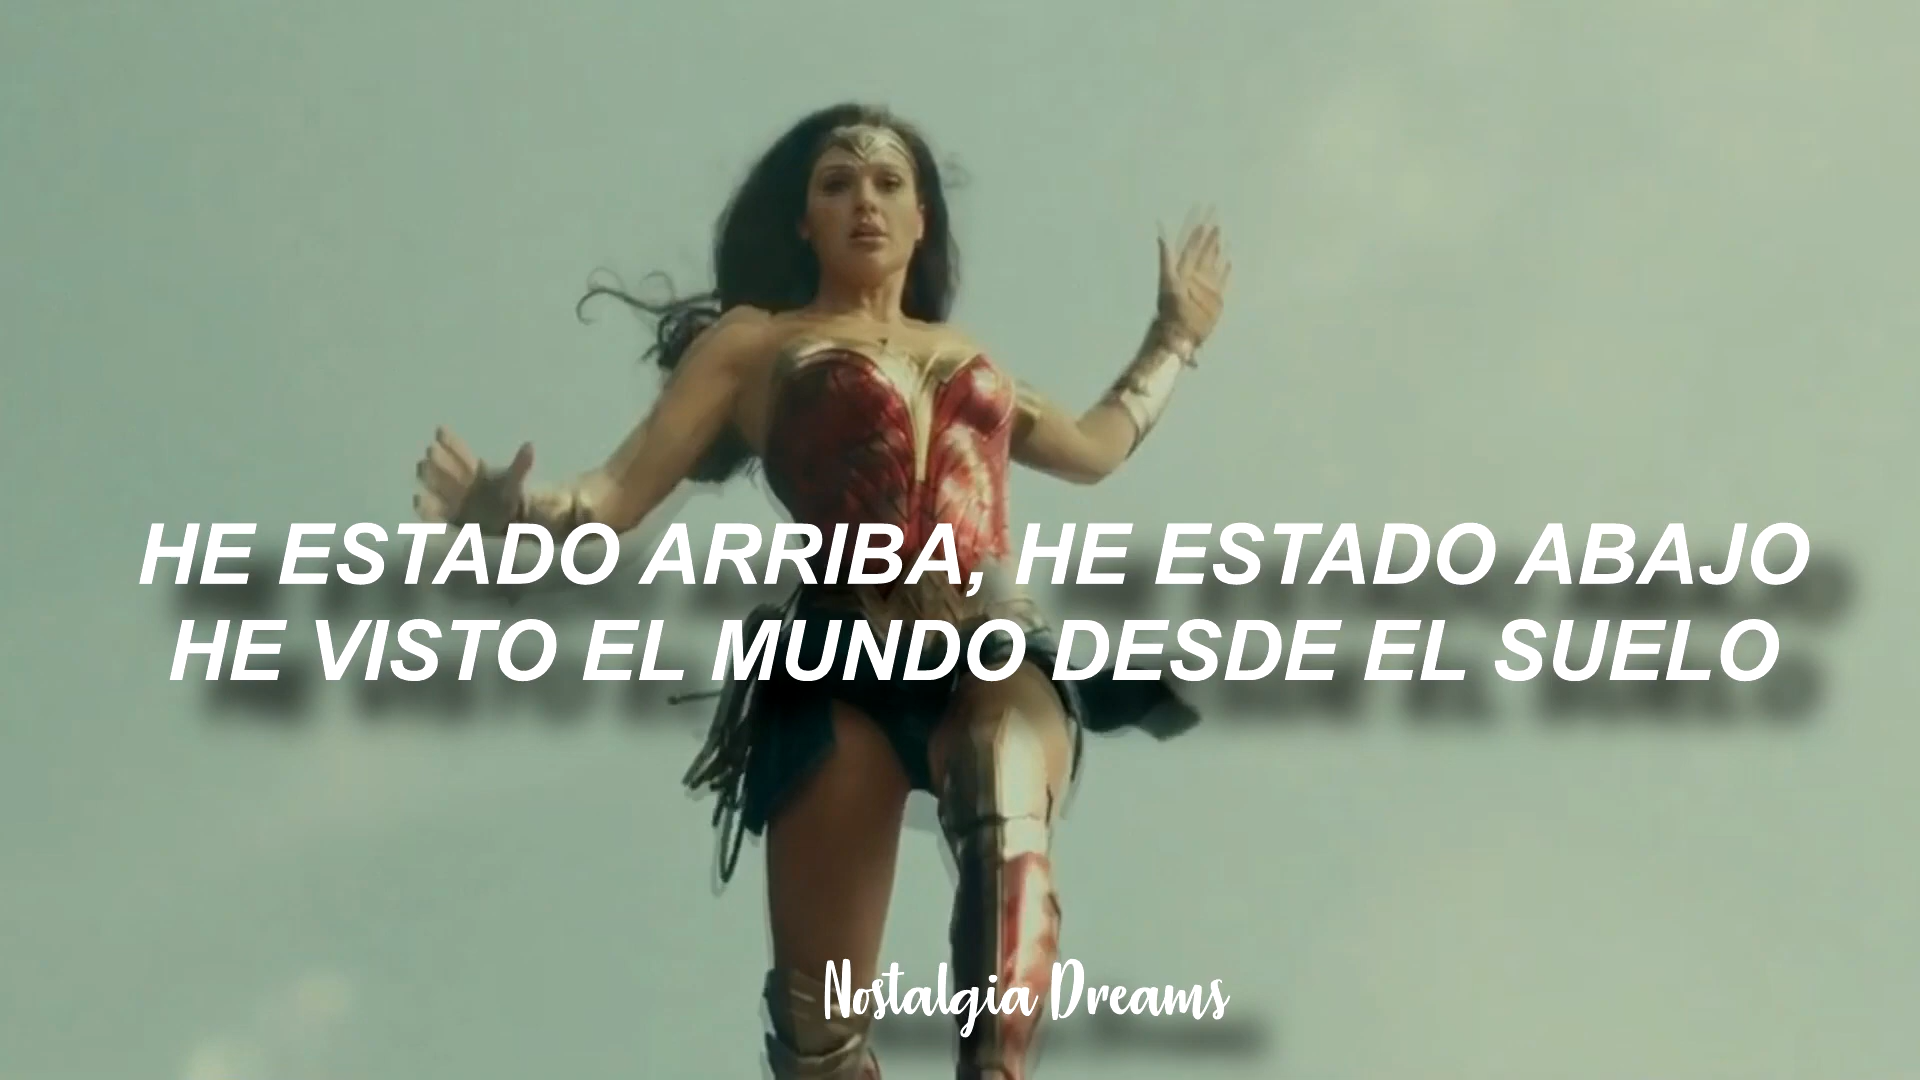 HE ESTADO ARRIBA, HE ESTADO ABAJO
HE VISTO EL MUNDO DESDE EL SUELO
Nostalgia Dreams